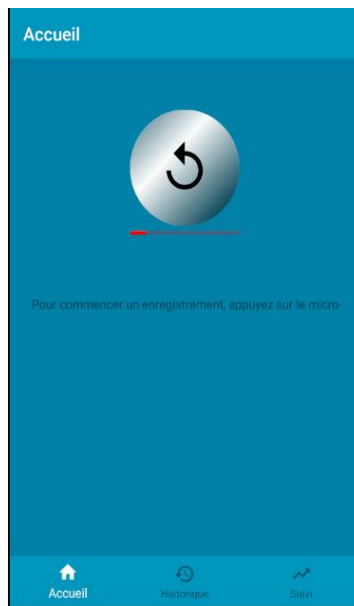 Accueil
Pour commencer un enregistrement, appuyez sur le micro
Accueil
Historique
Suivi